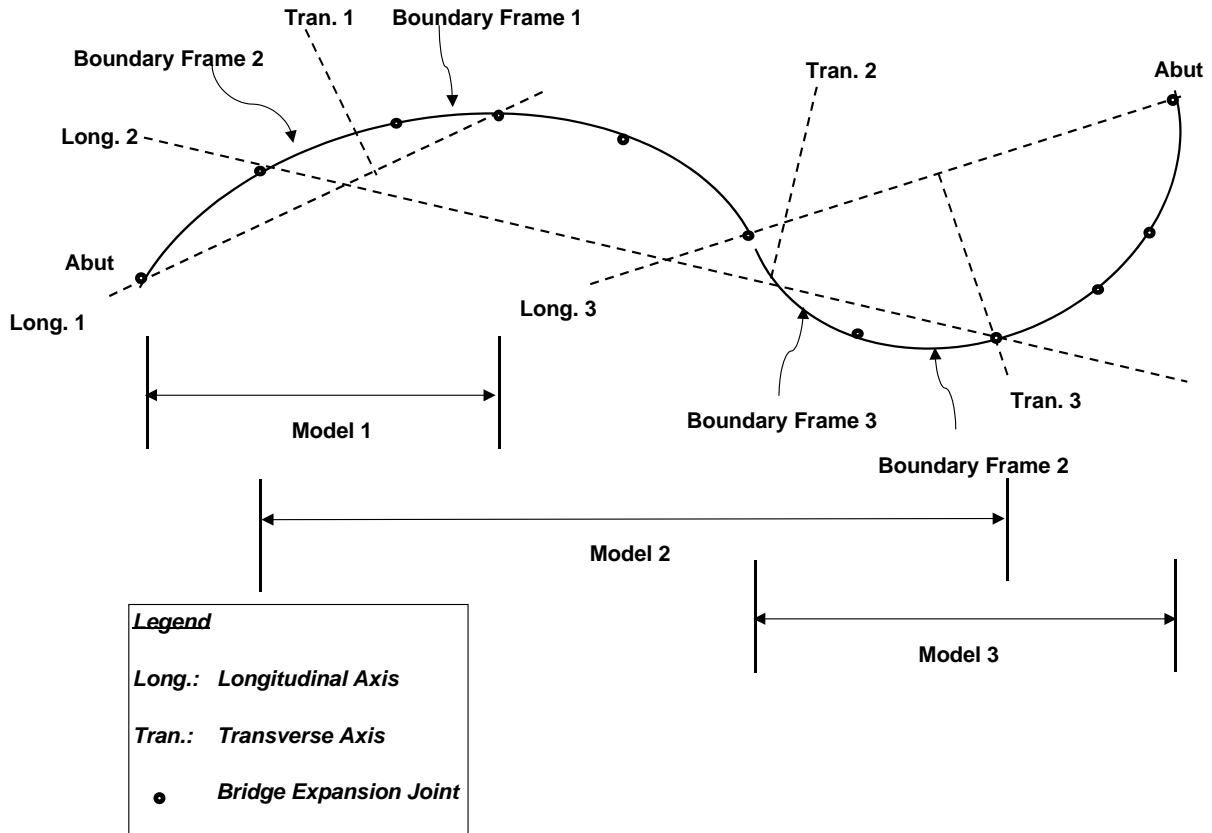 Tran. 1
Boundary Frame 1
Boundary Frame 2
Tran. 2
Abut
Long. 2
Abut
Long. 3
Long. 1
Tran. 3
Boundary Frame 3
Model 1
Boundary Frame 2
Model 2
Legend
Long.: Longitudinal Axis
Model 3
Tran.: Transverse Axis
Bridge Expansion Joint